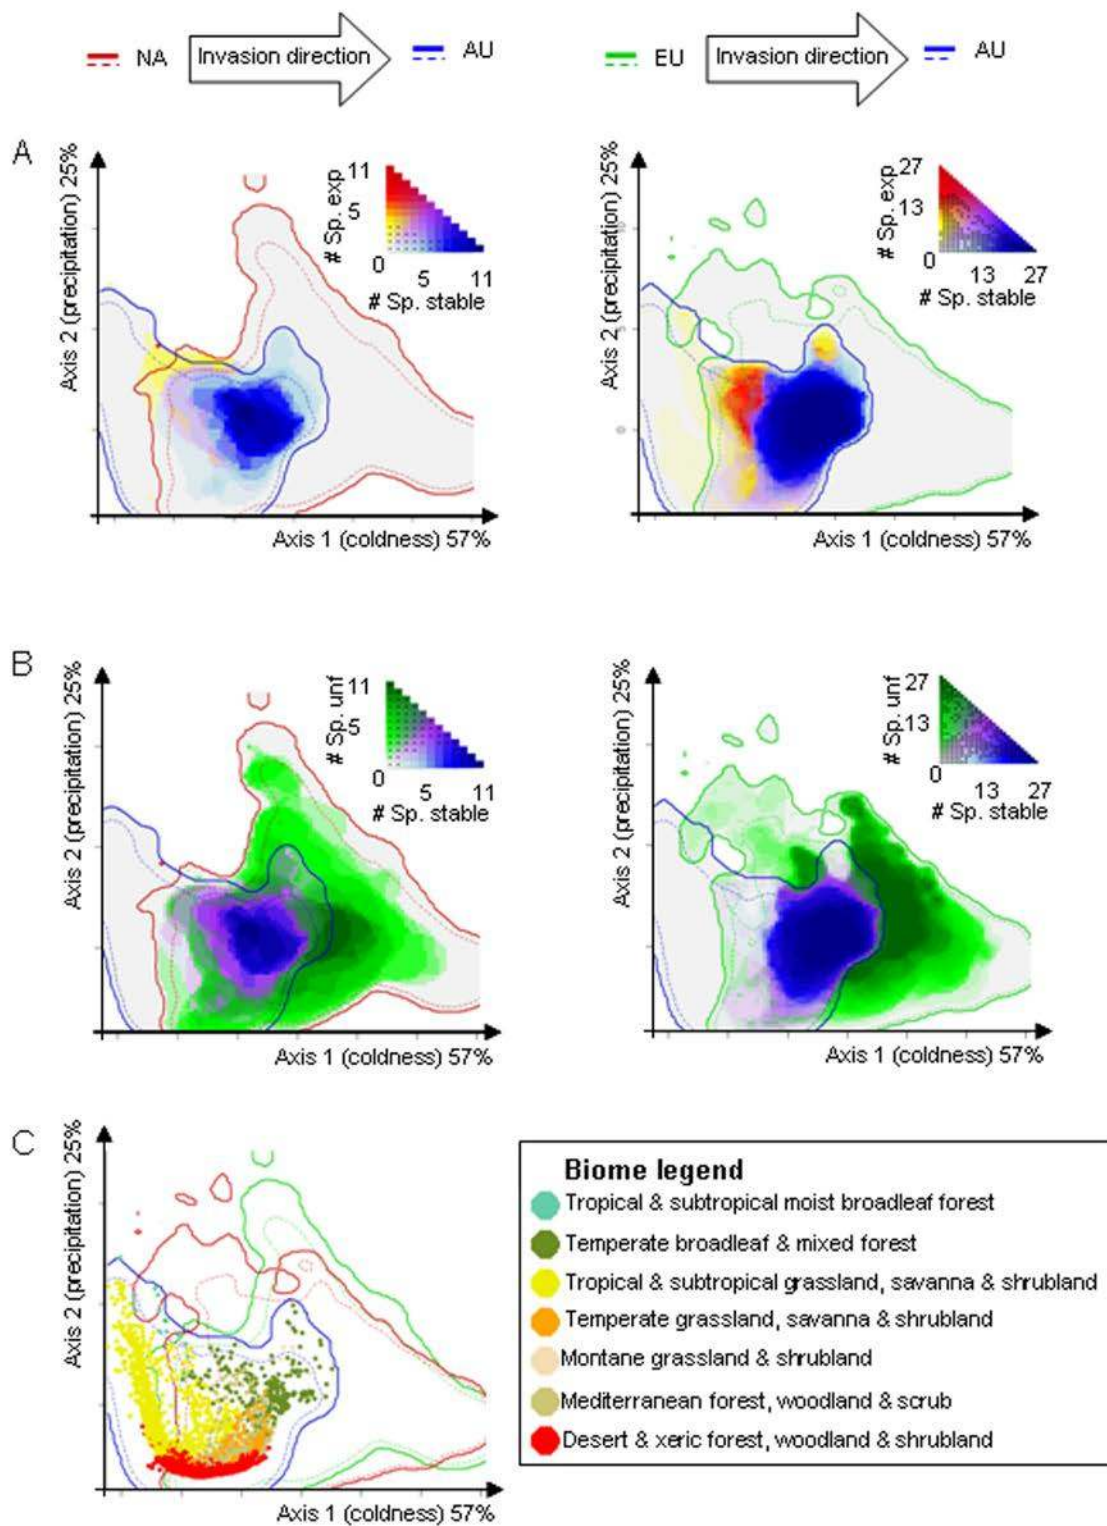 NA Invasion direction AU
EU Invasion direction AU
A
Axis 2 (precipitation) 25%
# Sp. exp
11
5
0
5 11
# Sp. stable
Axis 1 (coldness) 57%
Axis 2 (precipitation) 25%
# Sp. exp
27
13
0
13 27
# Sp. stable
Axis 1 (coldness) 57%
B
Axis 2 (precipitation) 25%
# Sp. unf
11
5
0
5 11
# Sp. stable
Axis 1 (coldness) 57%
Axis 2 (precipitation) 25%
# Sp. unf
27
13
0
13 27
# Sp. stable
Axis 1 (coldness) 57%
C
Axis 2 (precipitation) 25%
Axis 1 (coldness) 57%
Biome legend
Tropical & subtropical moist broadleaf forest
Temperate broadleaf & mixed forest
Tropical & subtropical grassland, savanna & shrubland
Temperate grassland, savanna & shrubland
Montane grassland & shrubland
Mediterranean forest, woodland & scrub
Desert & xeric forest, woodland & shrubland